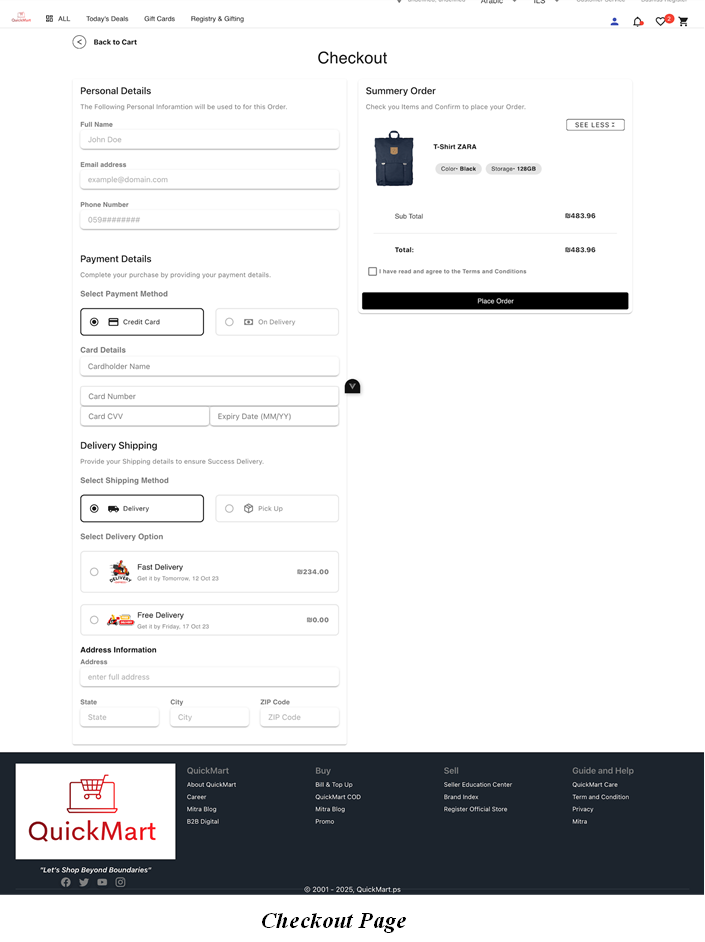 Arabic ILS Customer Service
QuickMart ALL Today's Deals Gift Cards Registry & Gifting 2
< Back to Cart
Checkout
Personal Details
The Following Personal Inforamtion will be used to for this Order.
Full Name
John Doe
Email address
example@domain.com
Phone Number
059########
Payment Details
Complete your purchase by providing your payment details.
Select Payment Method
Credit Card On Delivery
Card Details
Cardholder Name
Card Number
Card CVV Expiry Date (MM/YY)
Delivery Shipping
Provide your Shipping details to ensure Success Delivery.
Select Shipping Method
Delivery Pick Up
Select Delivery Option
DELIVERY
Fast Delivery
Get it by Tomorrow, 12 Oct 23
₪234.00
Free Delivery
Get it by Friday, 17 Oct 23
₪0.00
Address Information
Address
enter full address
State City ZIP Code
State City ZIP Code
Summery Order
Check you Items and Confirm to place your Order.
SEE LESS
T-Shirt ZARA
Color- Black Storage- 128GB
Sub Total ₪483.96
Total: ₪483.96
I have read and agree to the Terms and Conditions
Place Order
QuickMart
"Let's Shop Beyond Boundaries"
QuickMart
About QuickMart
Career
Mitra Blog
B2B Digital
Buy
Bill & Top Up
QuickMart COD
Mitra Blog
Promo
Sell
Seller Education Center
Brand Index
Register Official Store
Guide and Help
QuickMart Care
Term and Condition
Privacy
Mitra
© 2001 - 2025, QuickMart.ps
Checkout Page